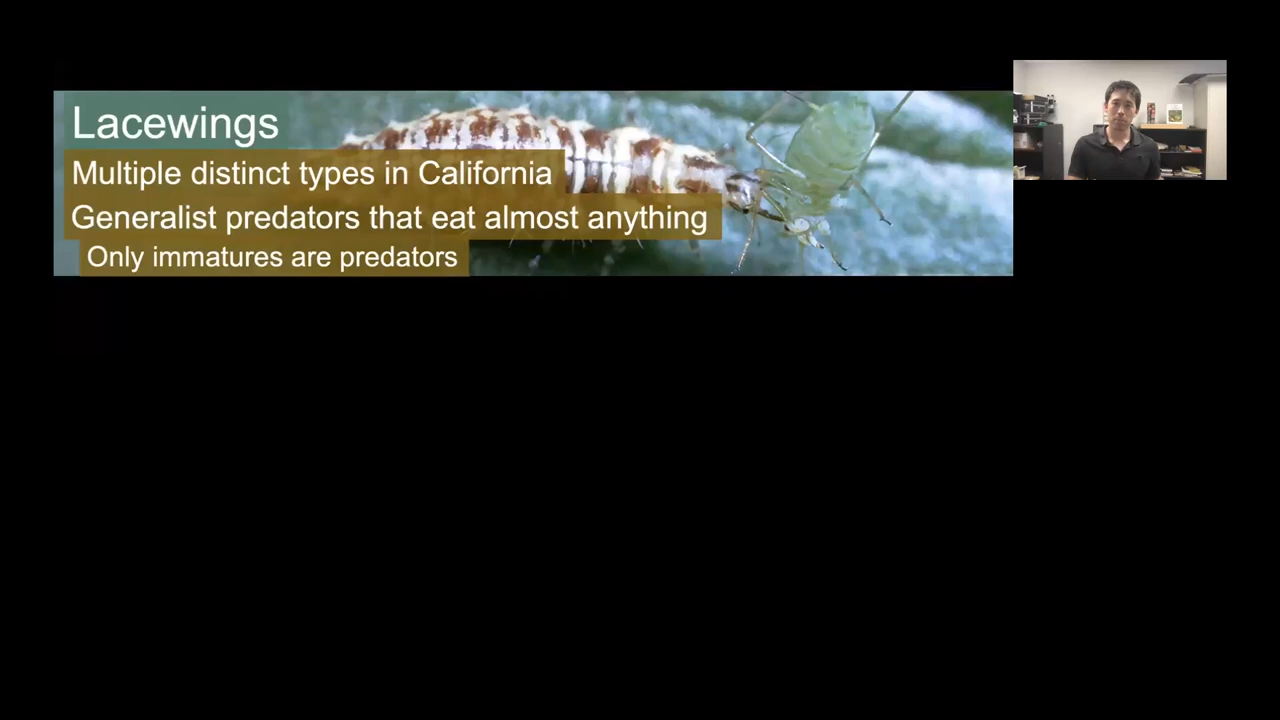 Lacewings
Multiple distinct types in California
Generalist predators that eat almost anything
Only immatures are predators